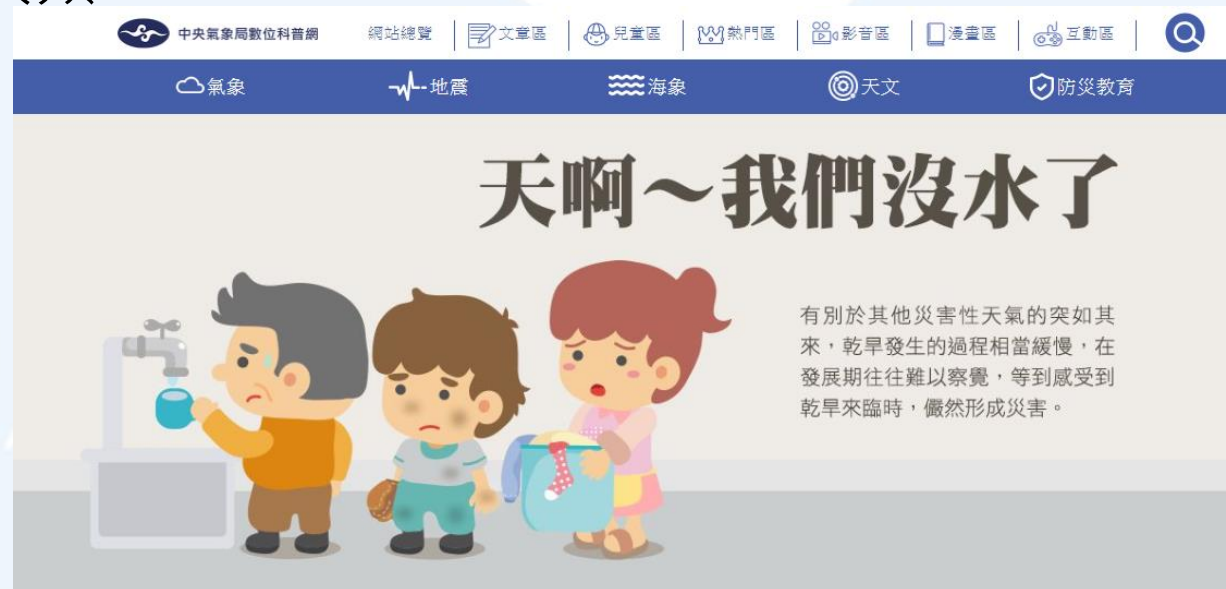 中央氣象局數位科普網 網站總覽 文章區 兒童區 熱門區 影音區 漫畫區 互動區
氣象 地震 海象 天文 防災教育
天啊～我們沒水了
有別於其他災害性天氣的突如其
來，乾旱發生的過程相當緩慢，在
發展期往往難以察覺，等到感受到
乾旱來臨時，儼然形成災害。